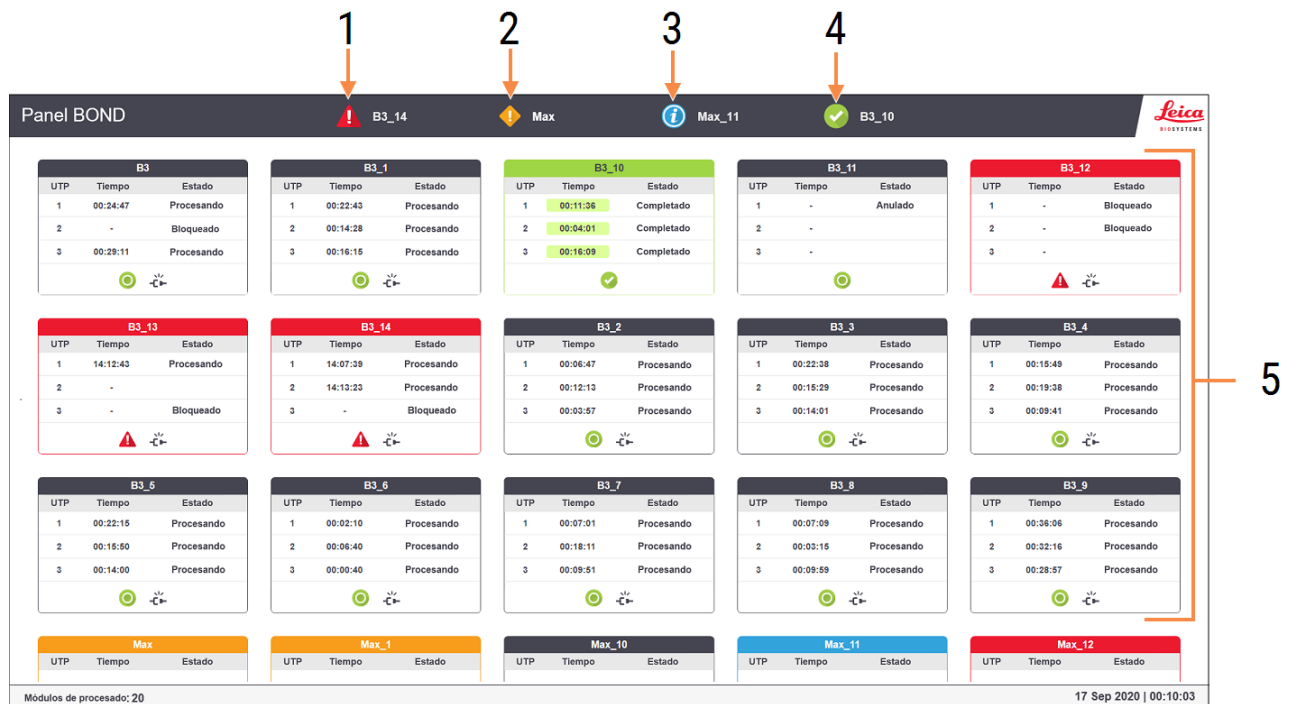 1 2 3 4
Panel BOND B3_14 Max Max_11 B3_10 Leica
BIOSYSTEMS
B3 B3_1 B3_10 B3_11 B3_12
UTP Tiempo Estado UTP Tiempo Estado UTP Tiempo Estado UTP Tiempo Estado UTP Tiempo Estado
1 00:24:47 Procesando 1 00:22:43 Procesando 1 00:11:36 Completado 1 - Anulado 1 - Bloqueado
2 - Bloqueado 2 00:14:28 Procesando 2 00:04:01 Completado 2 - 2 - Bloqueado
3 00:29:11 Procesando 3 00:16:15 Procesando 3 00:16:09 Completado 3 - 3 -
B3_13 B3_14 B3_2 B3_3 B3_4
UTP Tiempo Estado UTP Tiempo Estado UTP Tiempo Estado UTP Tiempo Estado UTP Tiempo Estado
1 14:12:43 Procesando 1 14:07:39 Procesando 1 00:06:47 Procesando 1 00:22:38 Procesando 1 00:15:49 Procesando
2 - 2 14:13:23 Procesando 2 00:12:13 Procesando 2 00:15:29 Procesando 2 00:19:38 Procesando
3 - Bloqueado 3 - Bloqueado 3 00:03:57 Procesando 3 00:14:01 Procesando 3 00:09:41 Procesando
5
B3_5 B3_6 B3_7 B3_8 B3_9
UTP Tiempo Estado UTP Tiempo Estado UTP Tiempo Estado UTP Tiempo Estado UTP Tiempo Estado
1 00:22:15 Procesando 1 00:02:10 Procesando 1 00:07:01 Procesando 1 00:07:09 Procesando 1 00:36:06 Procesando
2 00:15:50 Procesando 2 00:06:40 Procesando 2 00:18:11 Procesando 2 00:03:15 Procesando 2 00:32:16 Procesando
3 00:14:00 Procesando 3 00:00:40 Procesando 3 00:09:51 Procesando 3 00:09:59 Procesando 3 00:28:57 Procesando
Max Max_1 Max_10 Max_11 Max_12
UTP Tiempo Estado UTP Tiempo Estado UTP Tiempo Estado UTP Tiempo Estado UTP Tiempo Estado
Módulos de procesado: 20 17 Sep 2020 | 00:10:03